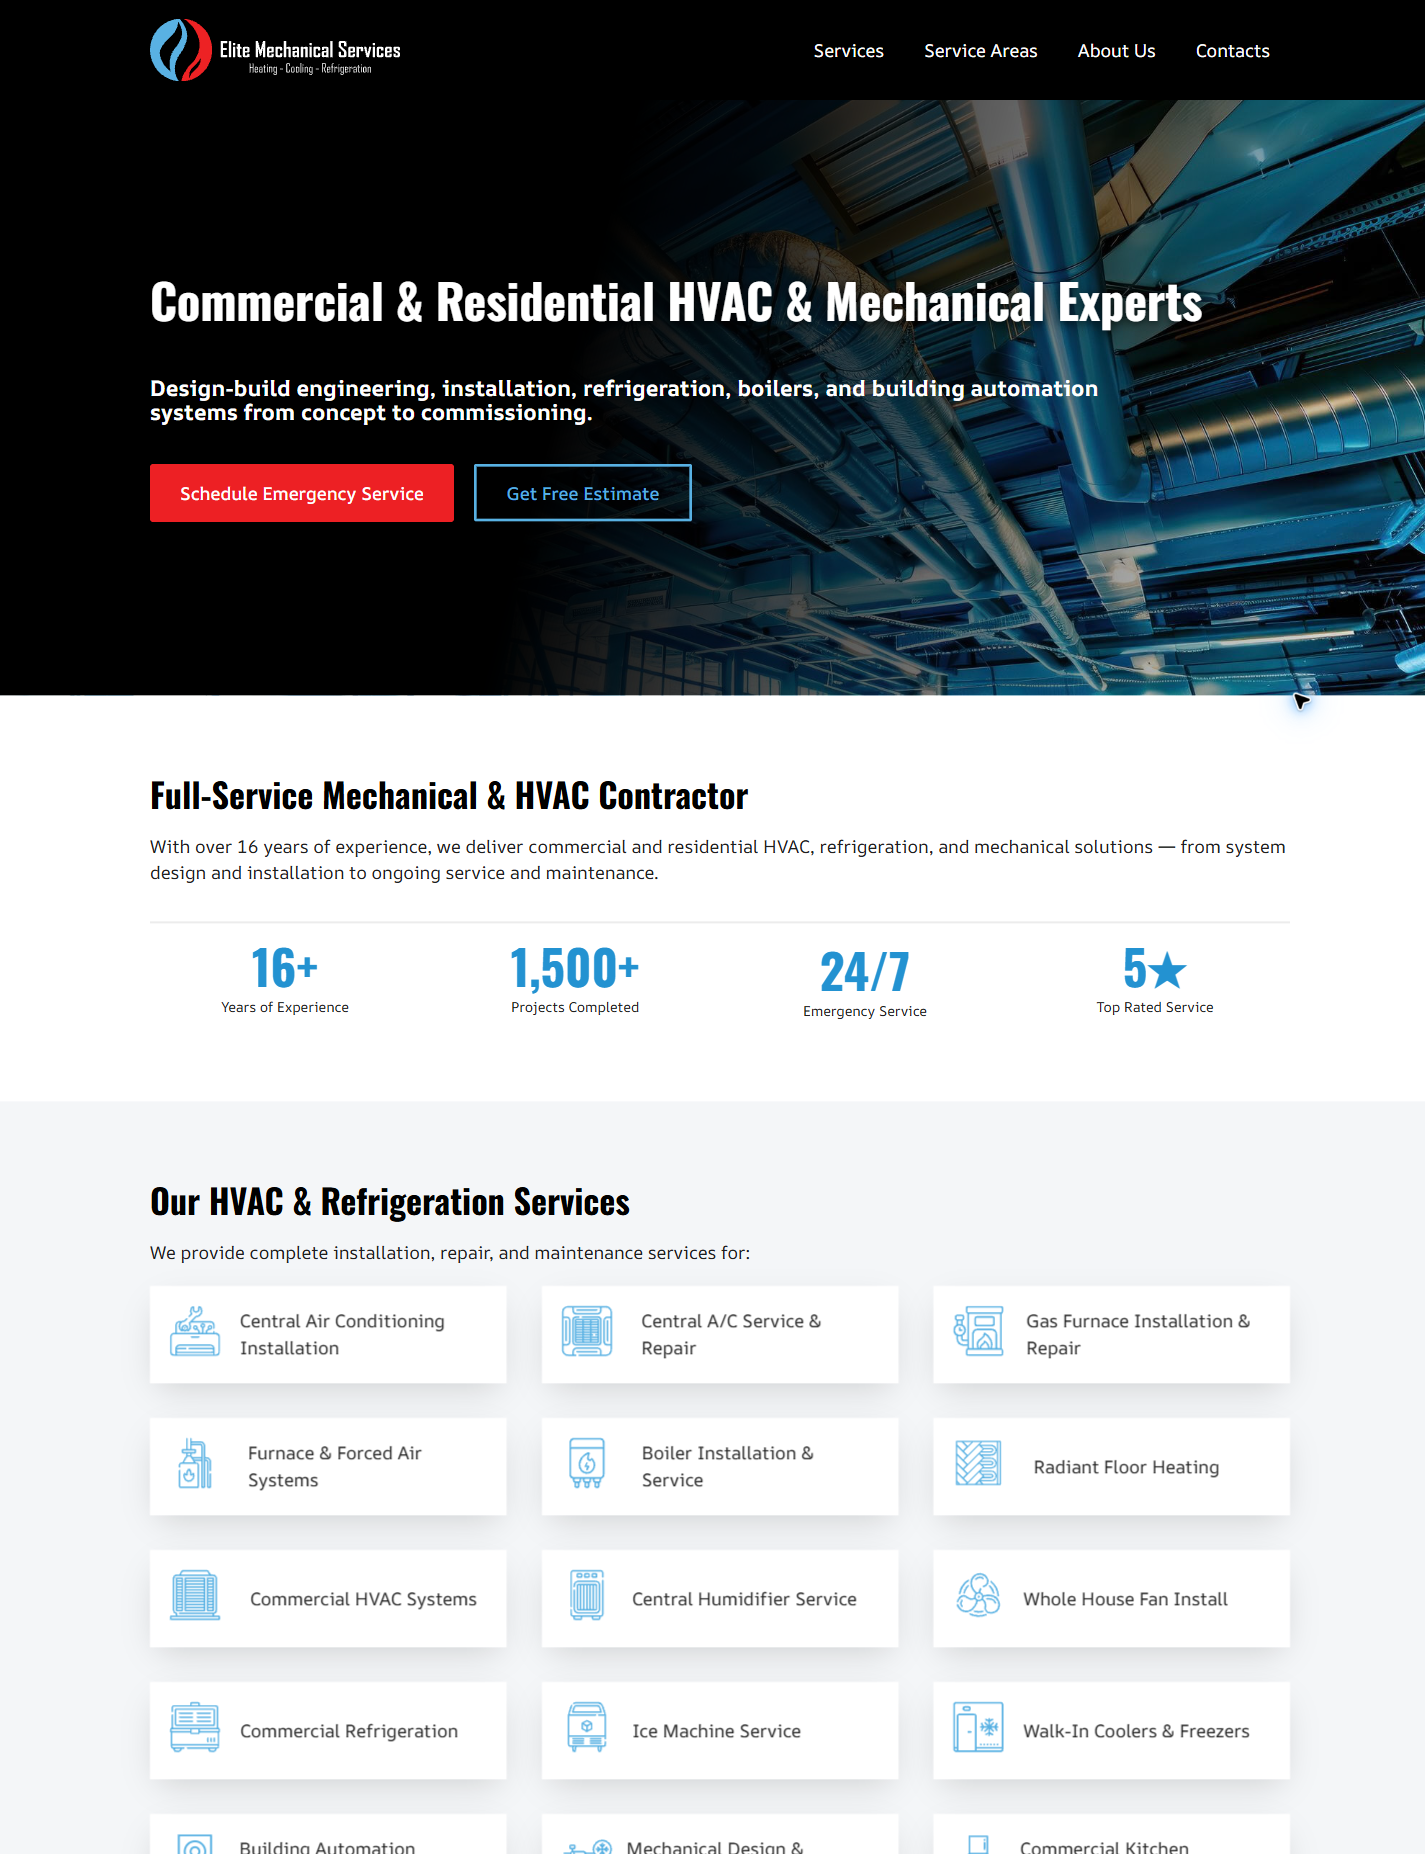 Elite Mechanical Services
Heating - Cooling - Refrigeration
Services
Service Areas
About Us
Contacts
Commercial & Residential HVAC & Mechanical Experts
Design-build engineering, installation, refrigeration, boilers, and building automation
systems from concept to commissioning.
Schedule Emergency Service
Get Free Estimate
Full-Service Mechanical & HVAC Contractor
With over 16 years of experience, we deliver commercial and residential HVAC, refrigeration, and mechanical solutions — from system
design and installation to ongoing service and maintenance.
16+
Years of Experience
1,500+
Projects Completed
24/7
Emergency Service
5★
Top Rated Service
Our HVAC & Refrigeration Services
We provide complete installation, repair, and maintenance services for:
Central Air Conditioning
Installation
Central A/C Service &
Repair
Gas Furnace Installation &
Repair
Furnace & Forced Air
Systems
Boiler Installation &
Service
Radiant Floor Heating
Commercial HVAC Systems
Central Humidifier Service
Whole House Fan Install
Commercial Refrigeration
Ice Machine Service
Walk-In Coolers & Freezers
Building Automation
Mechanical Design &
Commercial Kitchen